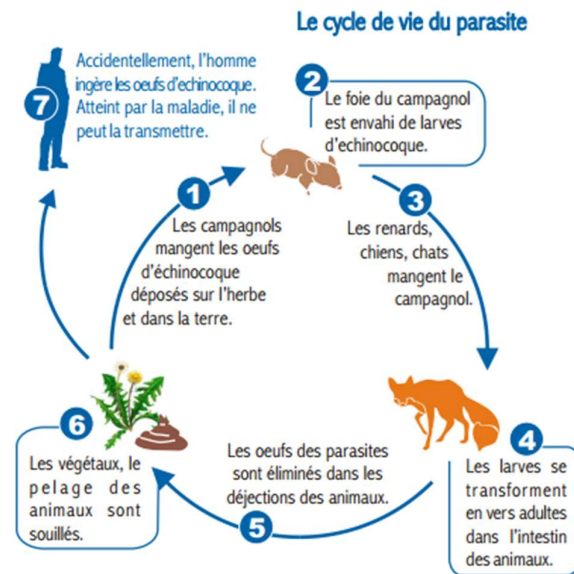 Le cycle de vie du parasite
7
Accidentellement, l'homme
ingère les oeufs d'echinocoque.
Atteint par la maladie, il ne
peut la transmettre.
2
Le foie du campagnol
est envahi de larves
d'echinocoque.
1
Les campagnols
mangent les oeufs
d'échinocoque
déposés sur l'herbe
et dans la terre.
3
Les renards,
chiens, chats
mangent le
campagnol.
6
Les végétaux, le
pelage des
animaux sont
souillés.
Les oeufs des parasites
sont éliminés dans les
déjections des animaux.
5
4
Les larves se
transforment
en vers adultes
dans l'intestin
des animaux.